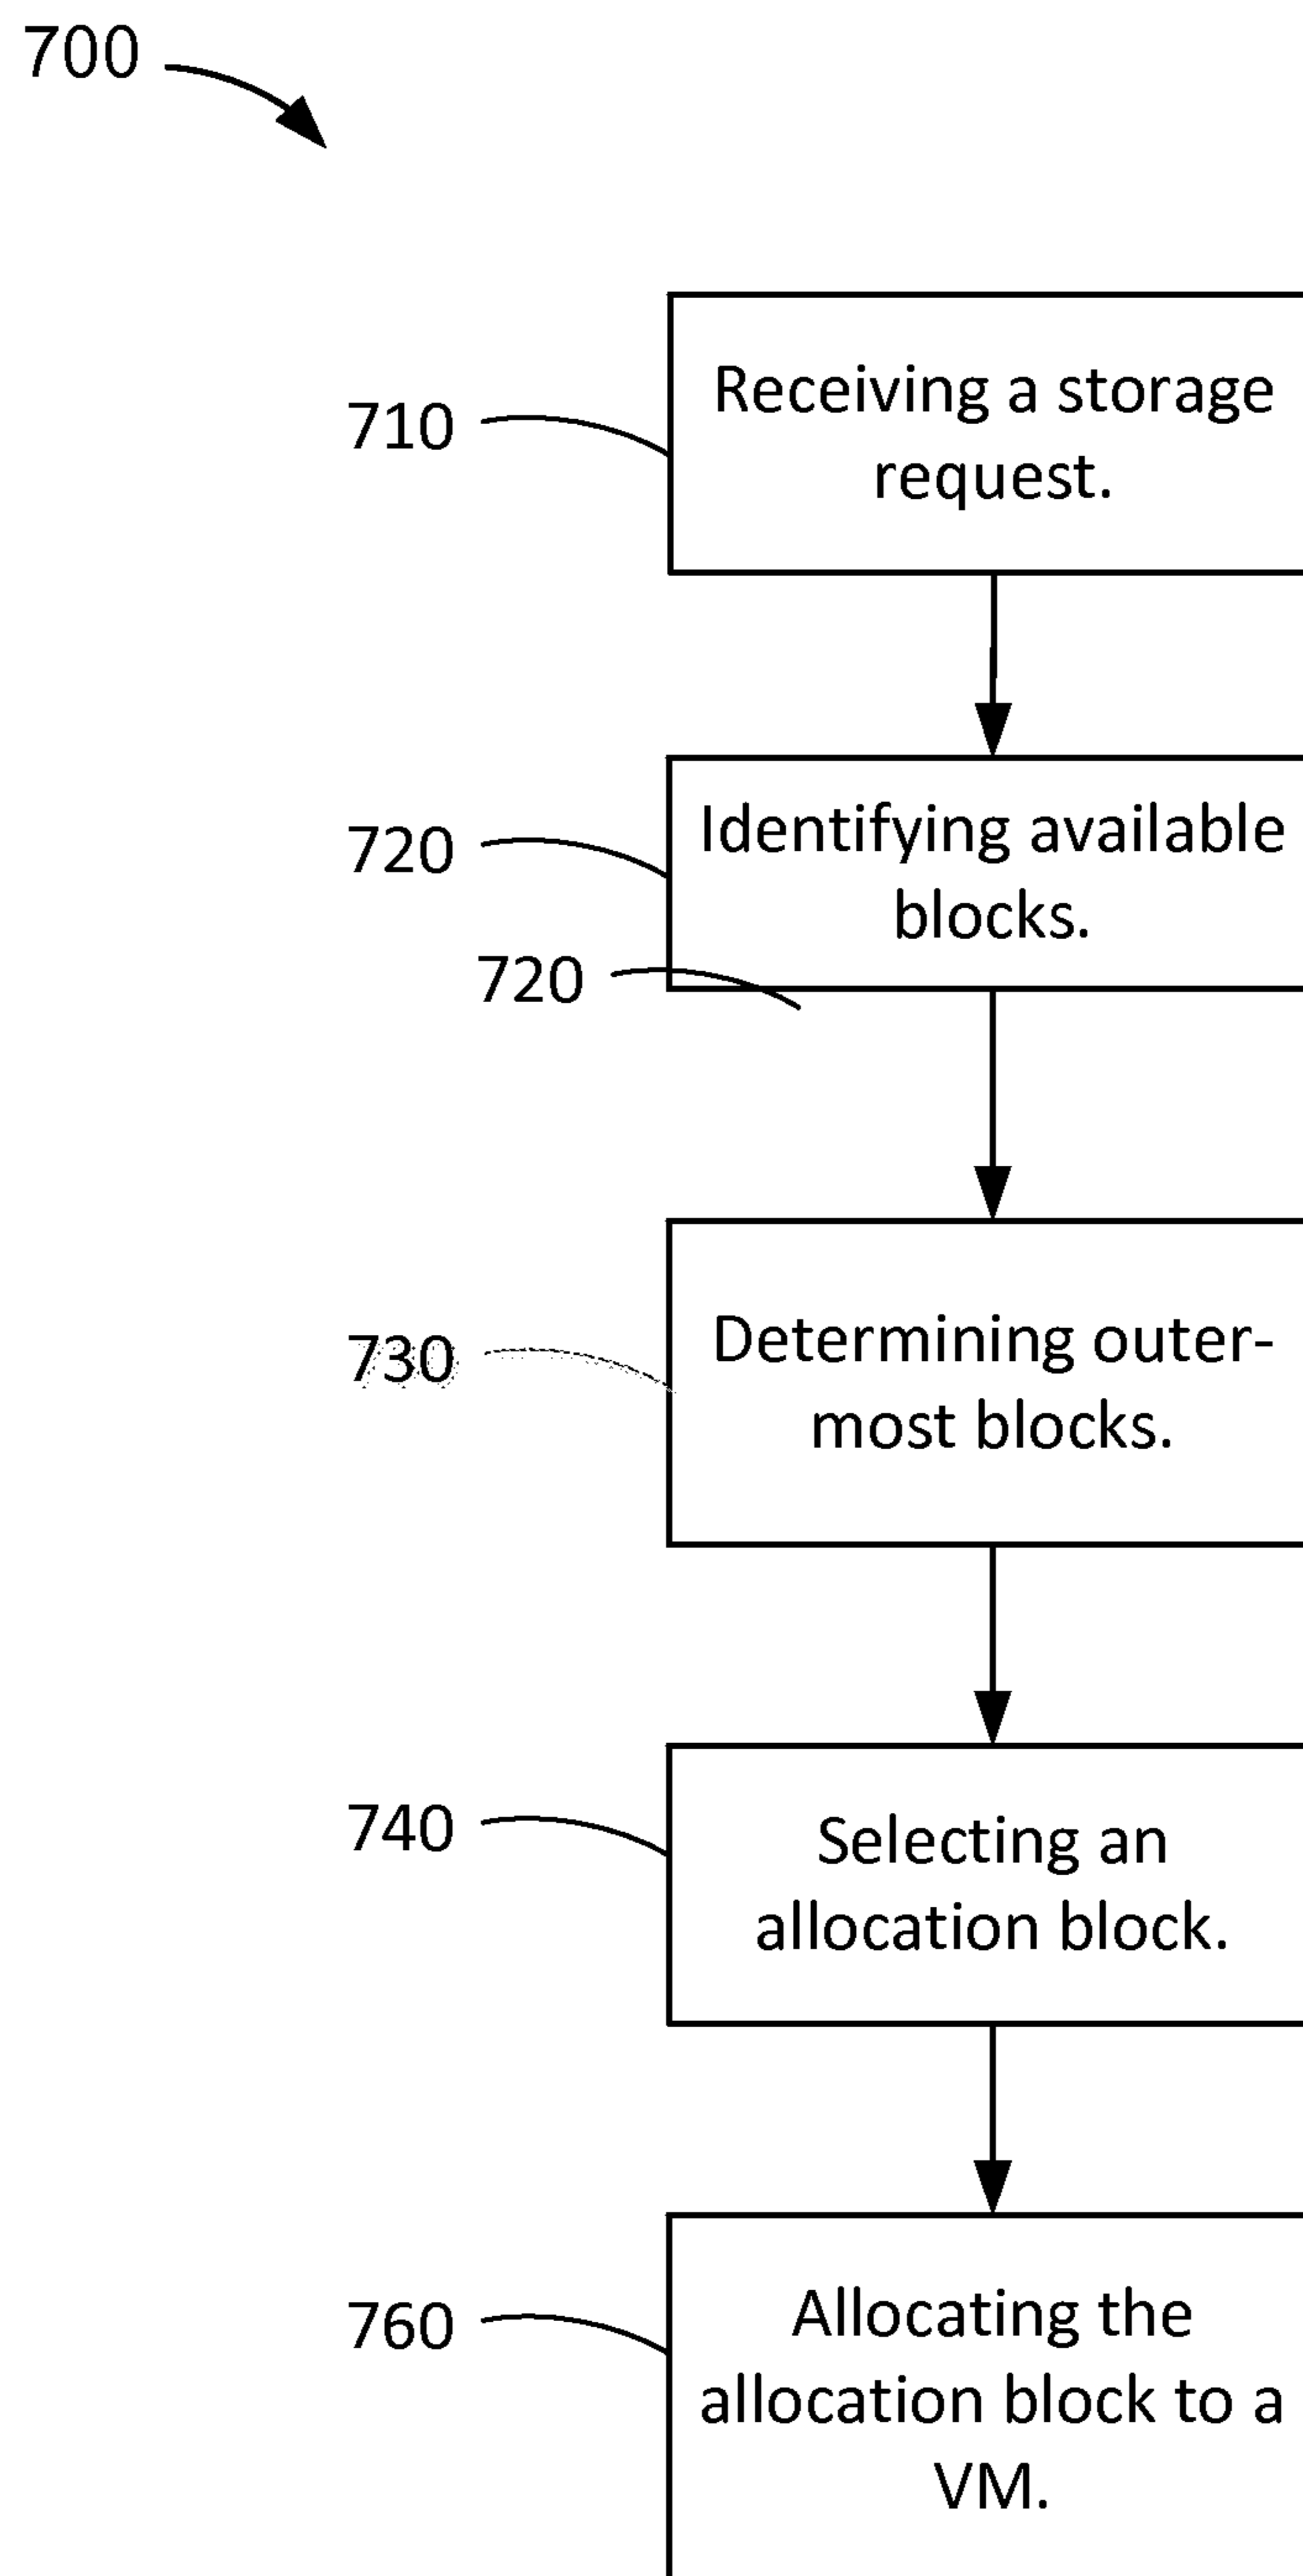 700
710
Receiving a storage
request.
720
Identifying available
blocks.
720
730
Determining outer-
most blocks.
740
Selecting an
allocation block.
760
Allocating the
allocation block to a
VM.